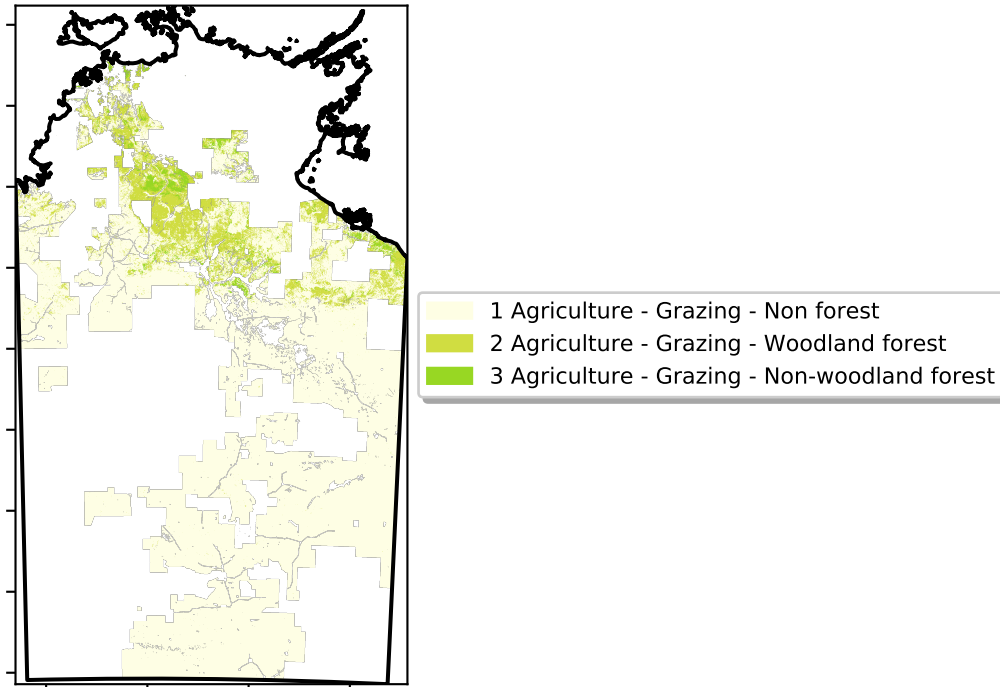 1 Agriculture - Grazing - Non forest
2 Agriculture - Grazing - Woodland forest
3 Agriculture - Grazing - Non-woodland forest